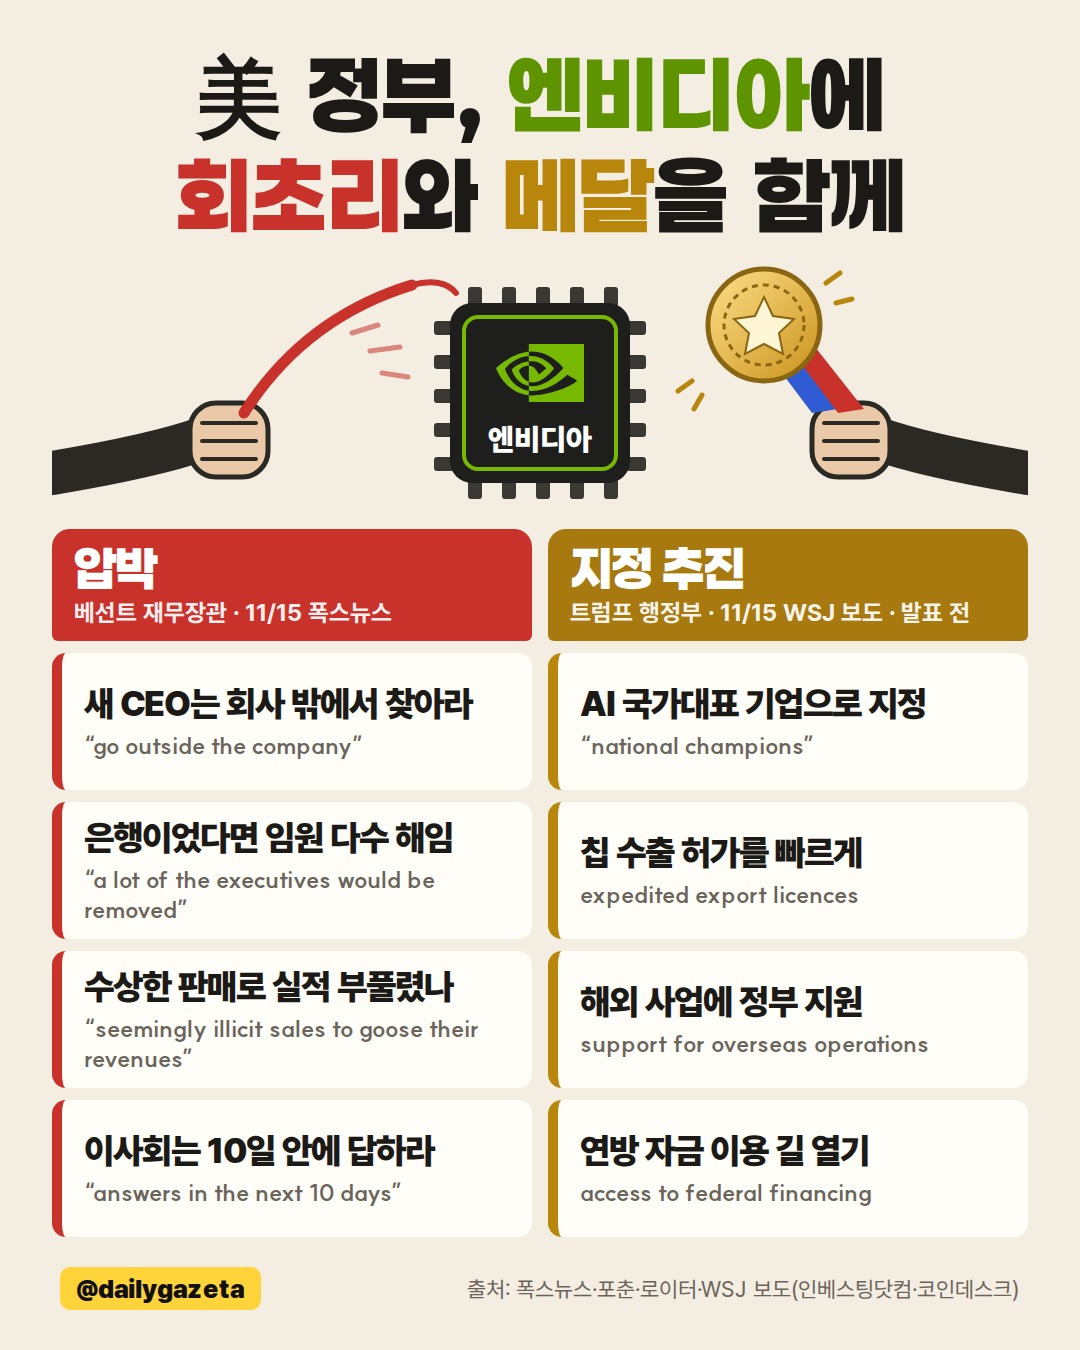 美 정부, 엔비디아에
회초리와 메달을 함께
엔비디아
압박
베선트 재무장관 · 11/15 폭스뉴스
새 CEO는 회사 밖에서 찾아라
“go outside the company”
은행이었다면 임원 다수 해임
“a lot of the executives would be
removed”
수상한 판매로 실적 부풀렸나
“seemingly illicit sales to goose their
revenues”
이사회는 10일 안에 답하라
“answers in the next 10 days”
지정 추진
트럼프 행정부 · 11/15 WSJ 보도 · 발표 전
AI 국가대표 기업으로 지정
“national champions”
칩 수출 허가를 빠르게
expedited export licences
해외 사업에 정부 지원
support for overseas operations
연방 자금 이용 길 열기
access to federal financing
@dailygazeta
출처: 폭스뉴스·포춘·로이터·WSJ 보도(인베스팅닷컴·코인데스크)